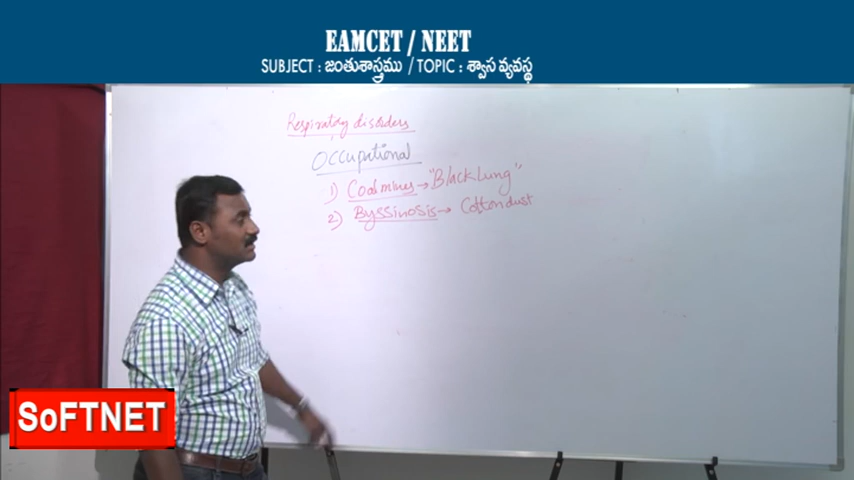 EAMCET / NEET
SUBJECT : జంతుశాస్త్రము / TOPIC : శ్వాస వ్యవస్థ
Respiratory disorders
Occupational
1) Coalmines → "Black Lung"
2) Byssinosis → Cotton dust
SoFTNET